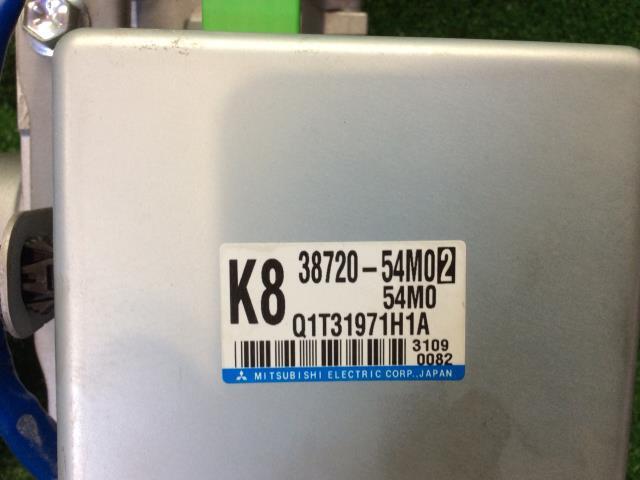 K8 38720-54M02
54M0
Q1T31971H1A
3109
0082
MITSUBISHI ELECTRIC CORP., JAPAN